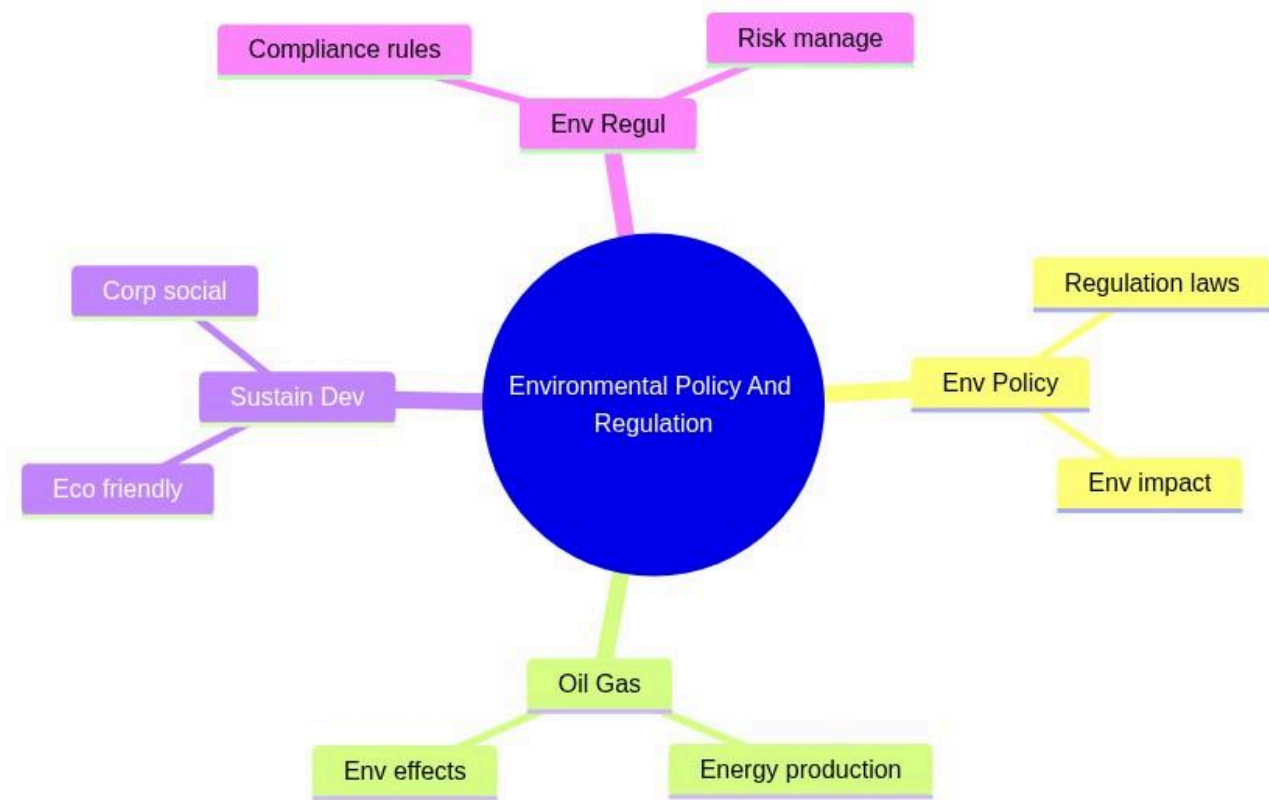 Compliance rules
Risk manage
Env Regul
Corp social
Regulation laws
Sustain Dev
Environmental Policy And
Regulation
Env Policy
Eco friendly
Env impact
Oil Gas
Env effects
Energy production